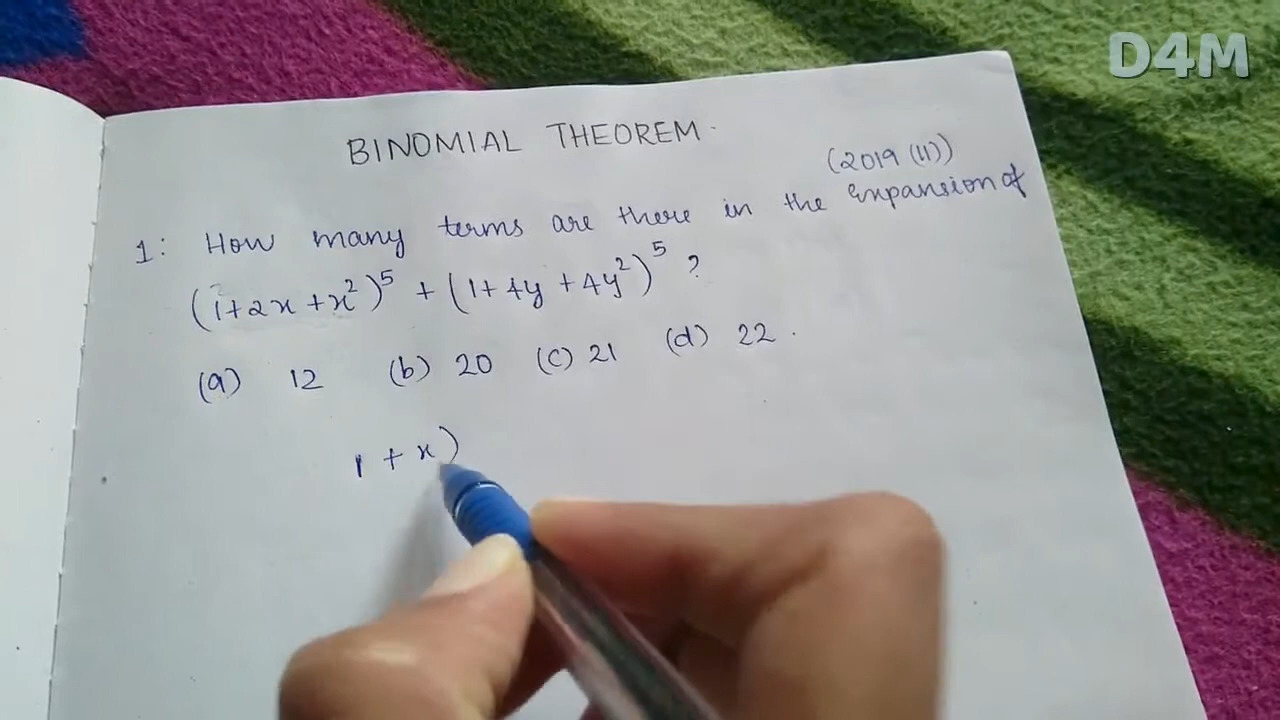 D4M
BINOMIAL THEOREM.
(2019 (II))
1: How many terms are there in the Expansion of
(1+2x+x²)⁵ + (1+4y+4y²)⁵ ?
(a) 12 (b) 20 (c) 21 (d) 22.
1 + x)